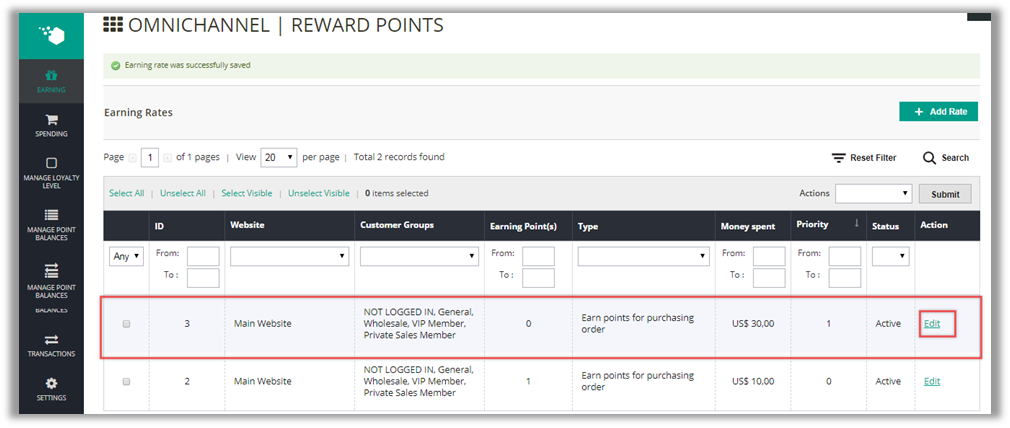 OMNICHANNEL | REWARD POINTS
Earning rate was successfully saved
Earning Rates
+ Add Rate
Page 1 of 1 pages | View 20 per page | Total 2 records found
Reset Filter
Search
Select All | Unselect All | Select Visible | Unselect Visible | 0 items selected
Actions
Submit
ID Website Customer Groups Earning Point(s) Type Money spent Priority ↓ Status Action
Any From: From: From: From:
To : To : To : To :
3 Main Website NOT LOGGED IN, General, Wholesale, VIP Member, Private Sales Member 0 Earn points for purchasing order US$ 30.00 1 Active Edit
2 Main Website NOT LOGGED IN, General, Wholesale, VIP Member, Private Sales Member 1 Earn points for purchasing order US$ 10.00 0 Active Edit
EARNING
SPENDING
MANAGE LOYALTY
LEVEL
MANAGE POINT
BALANCES
MANAGE POINT
BALANCES
BALANCES
TRANSACTIONS
SETTINGS